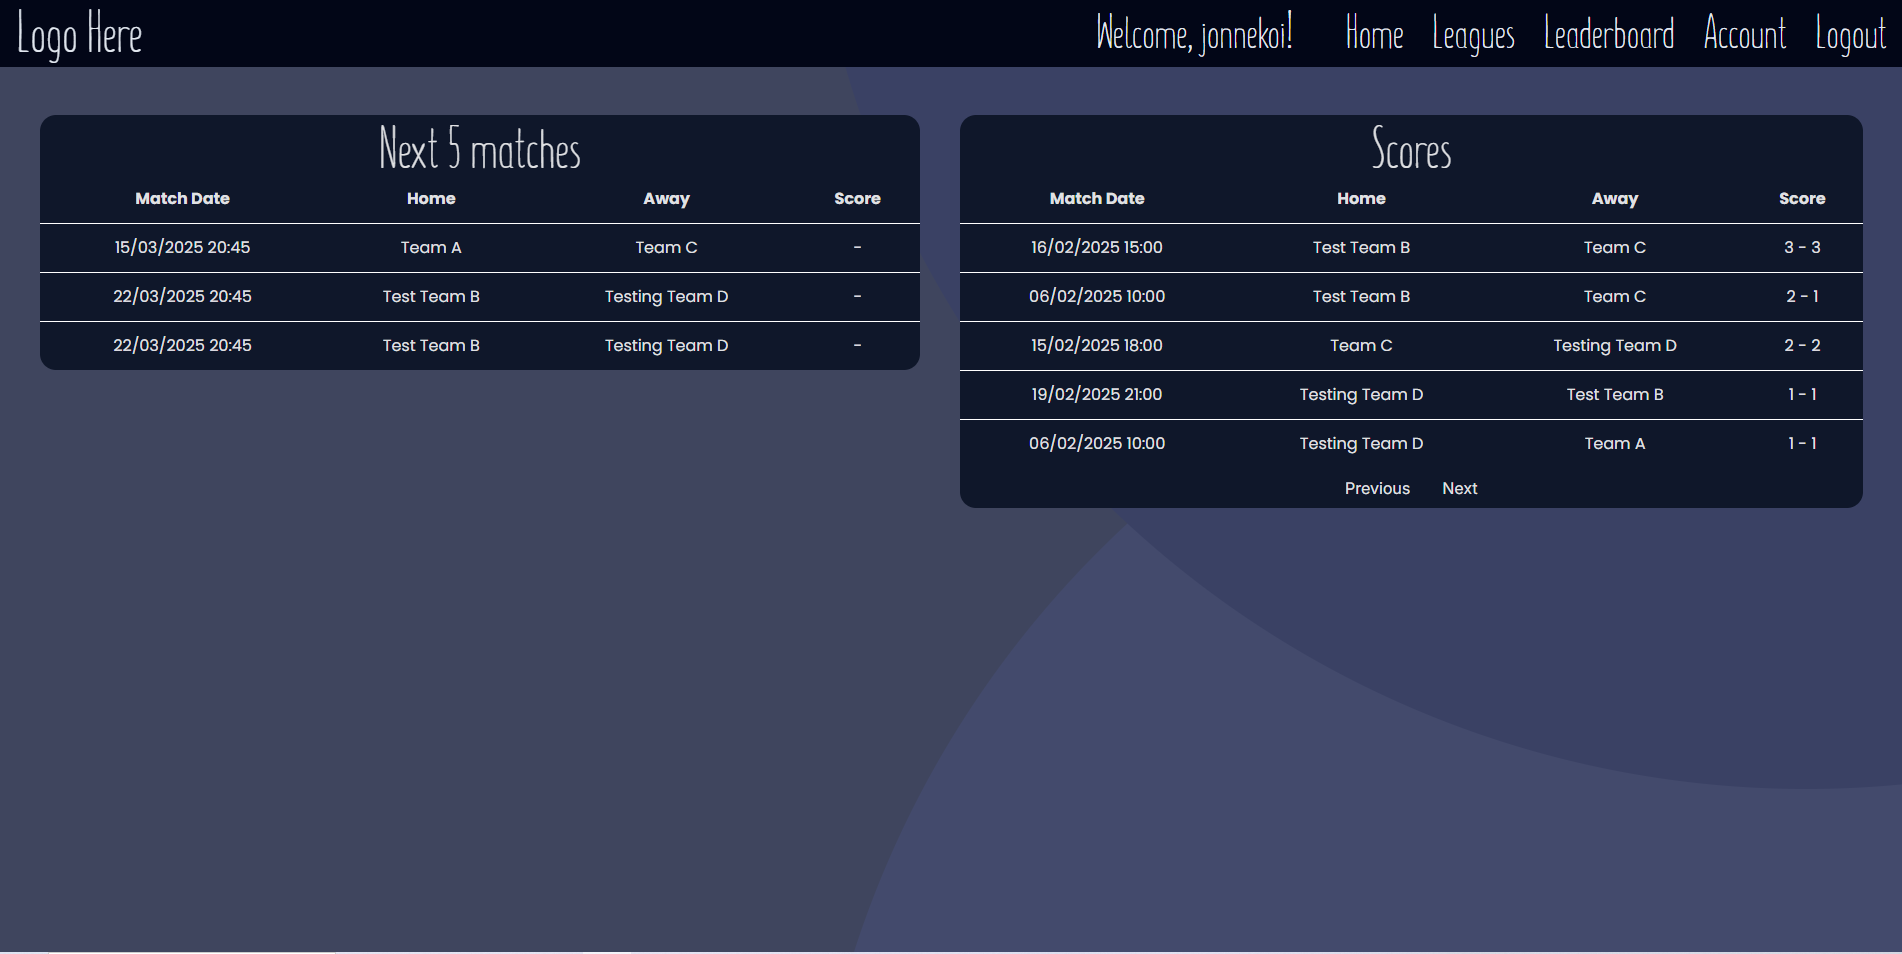 Logo Here
Welcome, jonnekoi! Home Leagues Leaderboard Account Logout
Next 5 matches
Match Date Home Away Score
15/03/2025 20:45 Team A Team C -
22/03/2025 20:45 Test Team B Testing Team D -
22/03/2025 20:45 Test Team B Testing Team D -
Scores
Match Date Home Away Score
16/02/2025 15:00 Test Team B Team C 3 - 3
06/02/2025 10:00 Test Team B Team C 2 - 1
15/02/2025 18:00 Team C Testing Team D 2 - 2
19/02/2025 21:00 Testing Team D Test Team B 1 - 1
06/02/2025 10:00 Testing Team D Team A 1 - 1
Previous Next